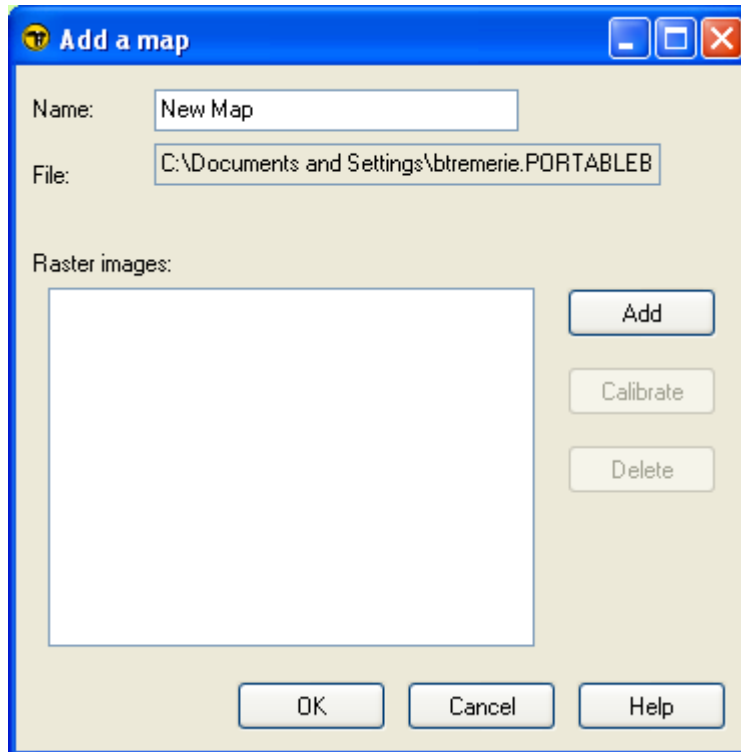 Add a map
Name: New Map
File: C:\Documents and Settings\btremerie.PORTABLEB
Raster images:
Add
Calibrate
Delete
OK Cancel Help